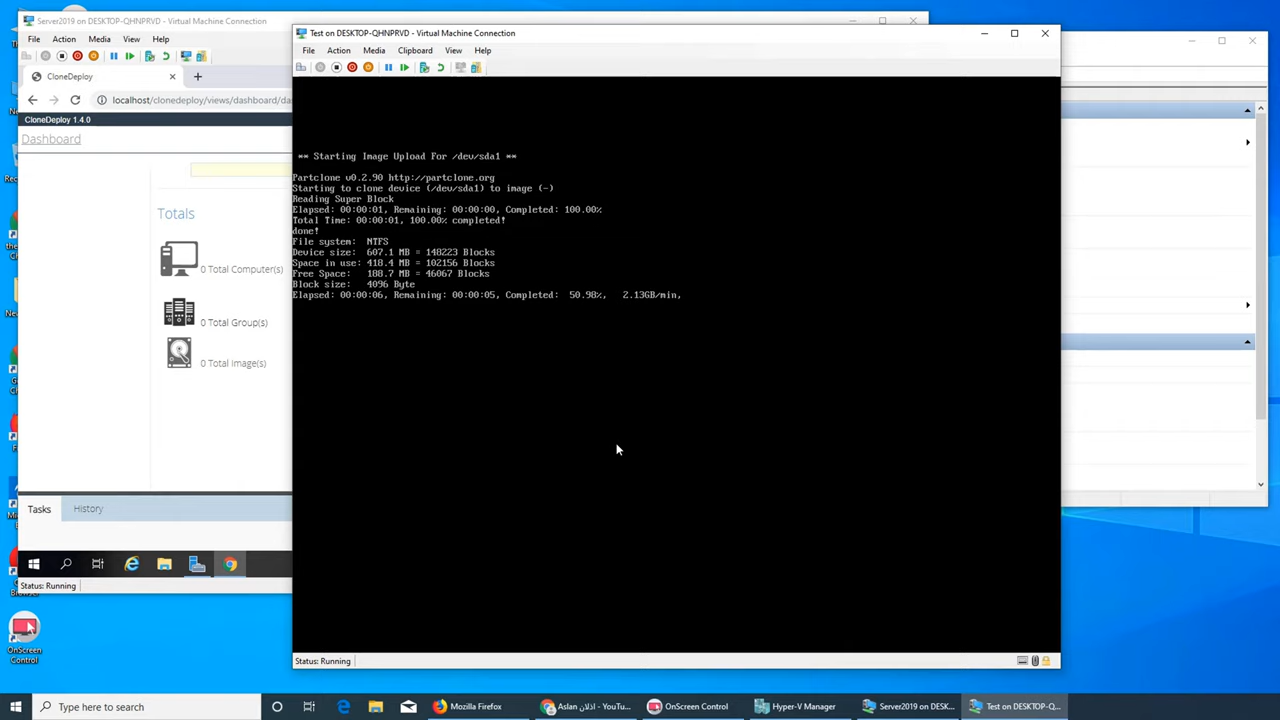 Server2019 on DESKTOP-QHNPRVD - Virtual Machine Connection
File Action Media View Help
CloneDeploy
localhost/clonedeploy/views/dashboard/da
CloneDeploy 1.4.0
Dashboard
Totals
0 Total Computer(s)
0 Total Group(s)
0 Total Image(s)
Tasks History
Status: Running
Test on DESKTOP-QHNPRVD - Virtual Machine Connection
File Action Media Clipboard View Help
** Starting Image Upload For /dev/sda1 **
Partclone v0.2.90 http://partclone.org
Starting to clone device (/dev/sda1) to image (-)
Reading Super Block
Elapsed: 00:00:01, Remaining: 00:00:00, Completed: 100.00%
Total Time: 00:00:01, 100.00% completed!
done!
File system: NTFS
Device size: 607.1 MB = 148223 Blocks
Space in use: 418.4 MB = 102156 Blocks
Free Space: 188.7 MB = 46067 Blocks
Block size: 4096 Byte
Elapsed: 00:00:06, Remaining: 00:00:05, Completed: 50.98%, 2.13GB/min,
Status: Running
OnScreen
Control
Type here to search
Mozilla Firefox
Aslan اذلان - YouTu...
OnScreen Control
Hyper-V Manager
Server2019 on DESK...
Test on DESKTOP-Q...